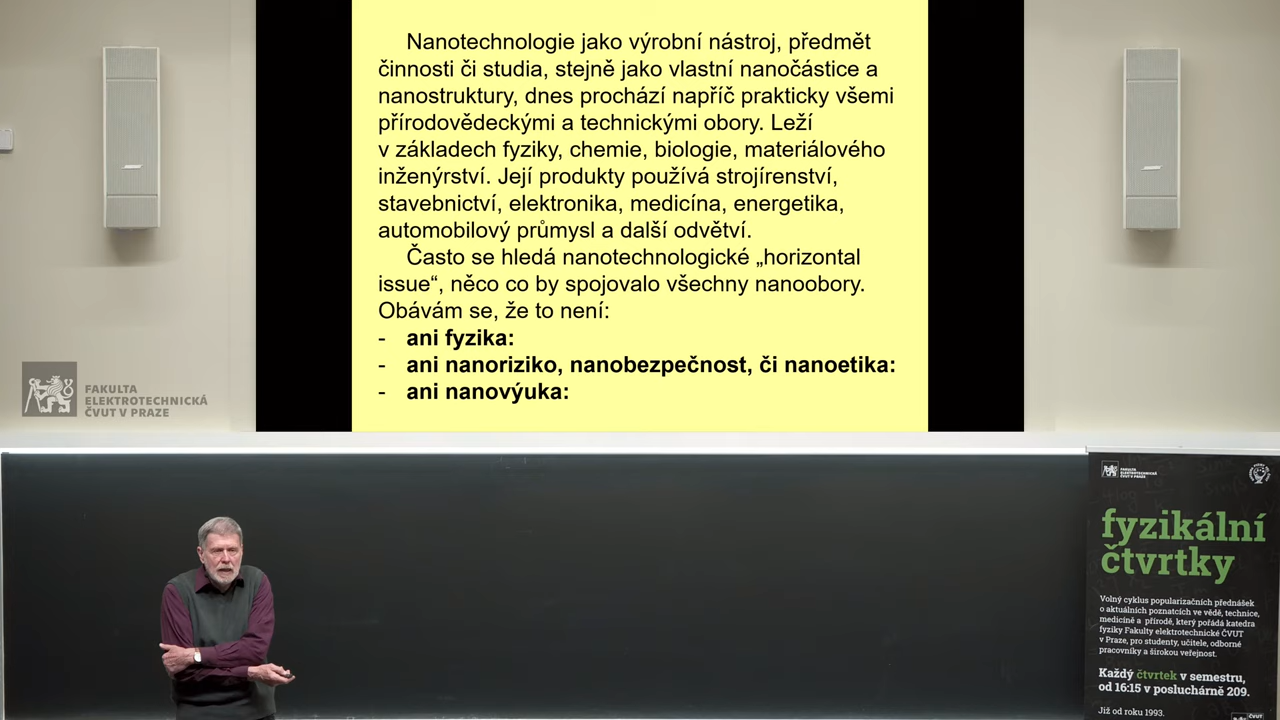 Nanotechnologie jako výrobní nástroj, předmět
činnosti či studia, stejně jako vlastní nanočástice a
nanostruktury, dnes prochází napříč prakticky všemi
přírodovědeckými a technickými obory. Leží
v základech fyziky, chemie, biologie, materiálového
inženýrství. Její produkty používá strojírenství,
stavebnictví, elektronika, medicína, energetika,
automobilový průmysl a další odvětví.
Často se hledá nanotechnologické „horizontal
issue“, něco co by spojovalo všechny nanoobory.
Obávám se, že to není:
- ani fyzika:
- ani nanoriziko, nanobezpečnost, či nanoetika:
- ani nanovýuka:
FAKULTA
ELEKTROTECHNICKÁ
ČVUT V PRAZE
FAKULTA
ELEKTROTECHNICKÁ
ČVUT V PRAZE
fyzikální
čtvrtky
Volný cyklus popularizačních přednášek
o aktuálních poznatcích ve vědě, technice,
medicíně a přírodě, který pořádá katedra
fyziky Fakulty elektrotechnické ČVUT
v Praze, pro studenty, učitele, odborné
pracovníky a širokou veřejnost.
Každý čtvrtek v semestru,
od 16:15 v posluchárně 209.
Již od roku 1993.
ČVUT